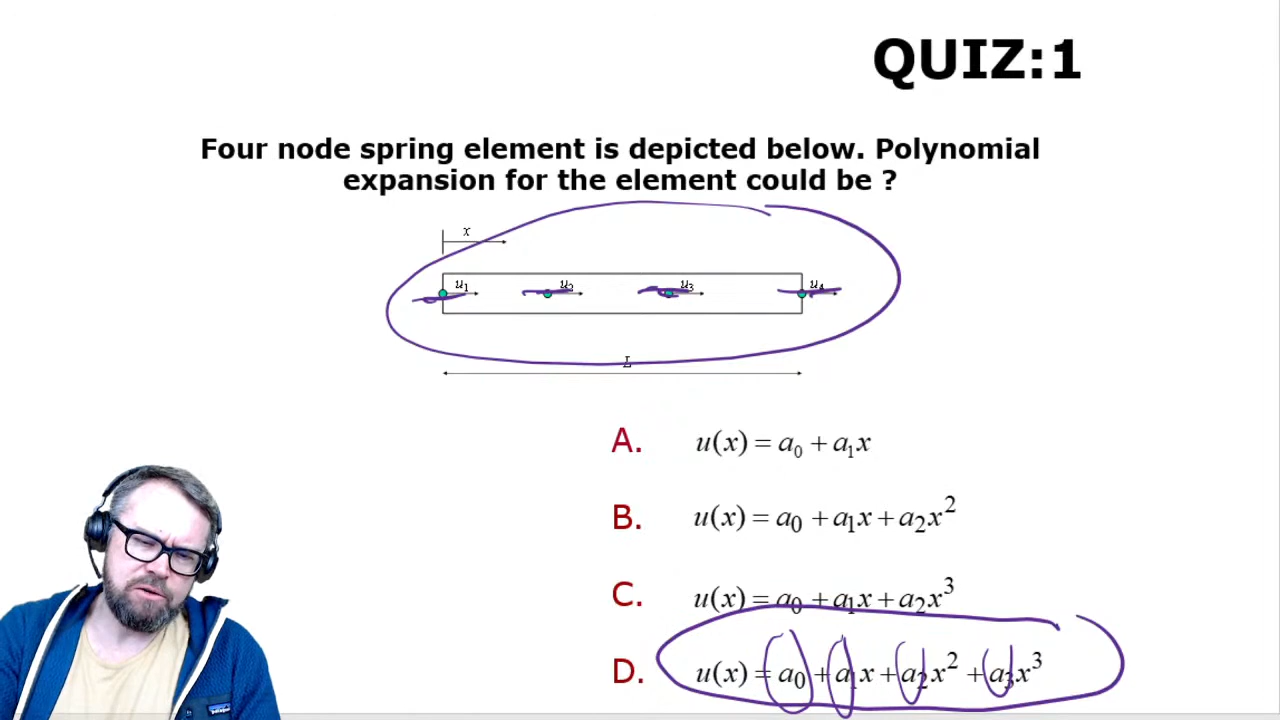 QUIZ:1
Four node spring element is depicted below. Polynomial
expansion for the element could be ?
x
u₁ u₂ u₃ u₄
L
A. u(x) = a₀ + a₁x
B. u(x) = a₀ + a₁x + a₂x²
C. u(x) = a₀ + a₁x + a₂x³
D. u(x) = a₀ + a₁x + a₂x² + a₃x³
patagonia